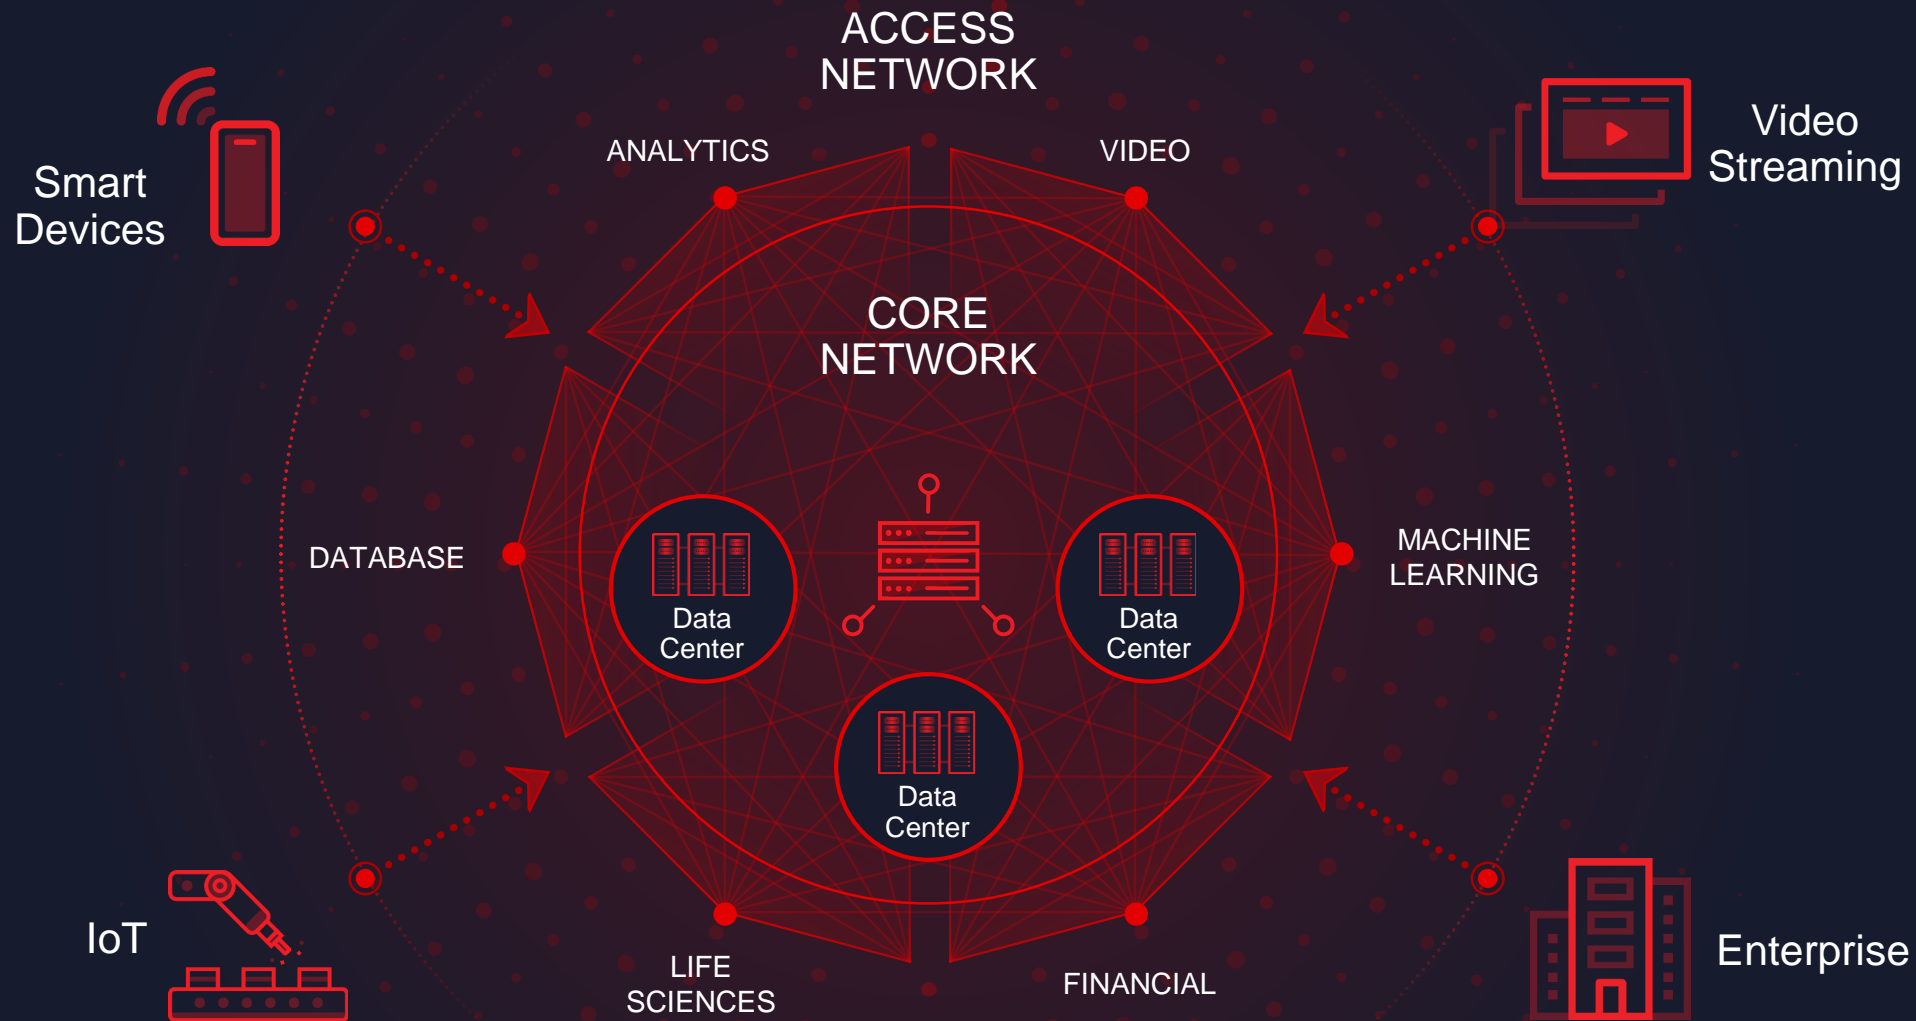 ACCESS
NETWORK
ANALYTICS
VIDEO
Smart
Devices
Video
Streaming
CORE
NETWORK
DATABASE
MACHINE
LEARNING
Data
Center
Data
Center
Data
Center
IoT
LIFE
SCIENCES
FINANCIAL
Enterprise